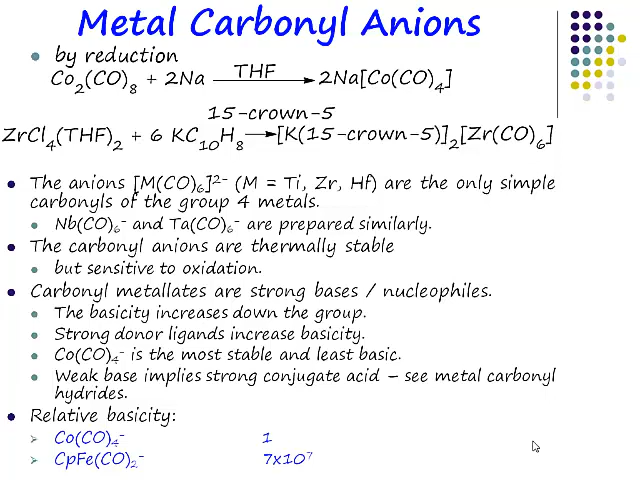 Metal Carbonyl Anions
by reduction
Co₂(CO)₈ + 2Na THF 2Na[Co(CO)₄]
15-crown-5
ZrCl₄(THF)₂ + 6 KC₁₀H₈ → [K(15-crown-5)]₂[Zr(CO)₆]
The anions [M(CO)₆]²⁻ (M = Ti, Zr, Hf) are the only simple
carbonyls of the group 4 metals.
Nb(CO)₆⁻ and Ta(CO)₆⁻ are prepared similarly.
The carbonyl anions are thermally stable
but sensitive to oxidation.
Carbonyl metallates are strong bases / nucleophiles.
The basicity increases down the group.
Strong donor ligands increase basicity.
Co(CO)₄⁻ is the most stable and least basic.
Weak base implies strong conjugate acid – see metal carbonyl
hydrides.
Relative basicity:
Co(CO)₄⁻ 1
CpFe(CO)₂⁻ 7x10⁷